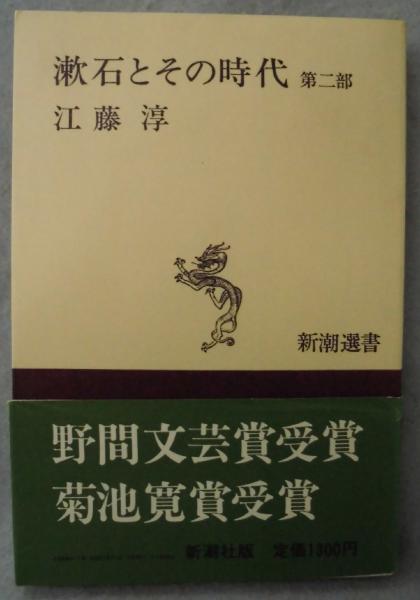 漱石とその時代 第二部
江藤 淳
新潮選書
野間文芸賞受賞
菊池寛賞受賞
新潮社版 定価1300円